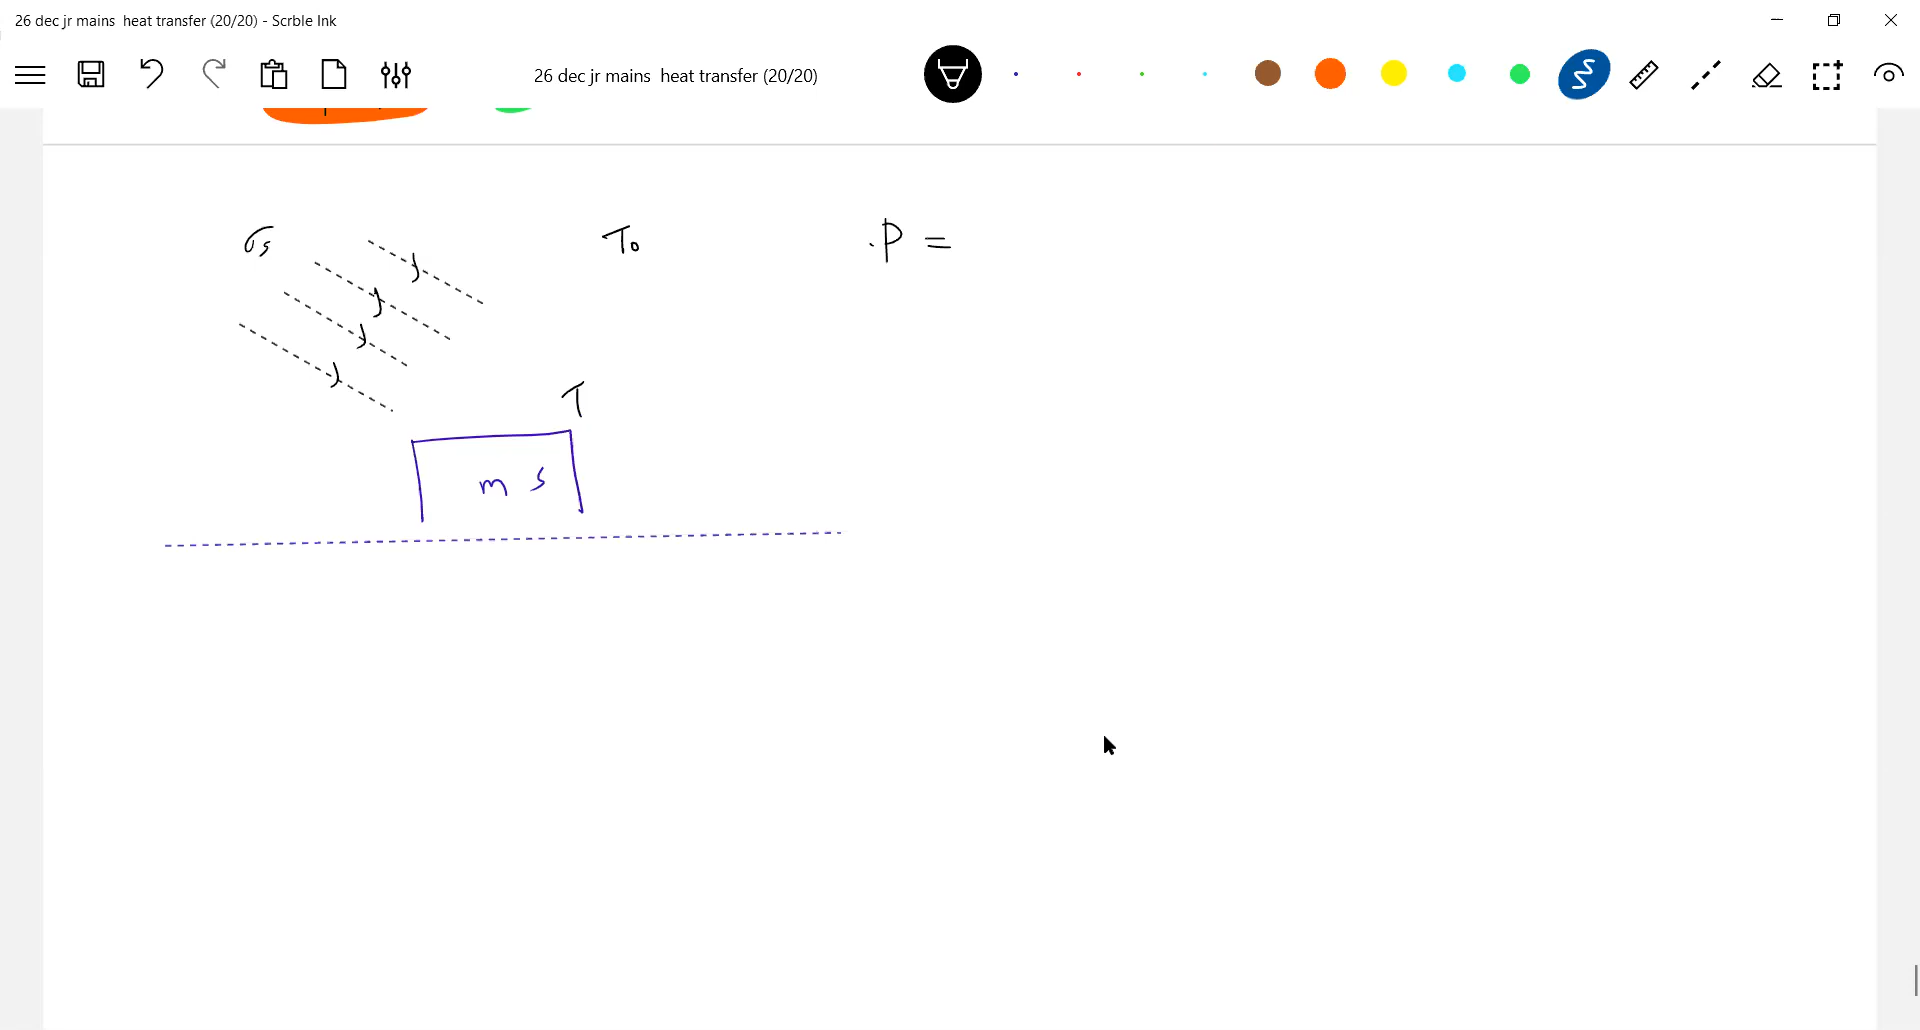 26 dec jr mains heat transfer (20/20) - Scrble Ink
26 dec jr mains heat transfer (20/20)
σs T₀ .P =
T
m s